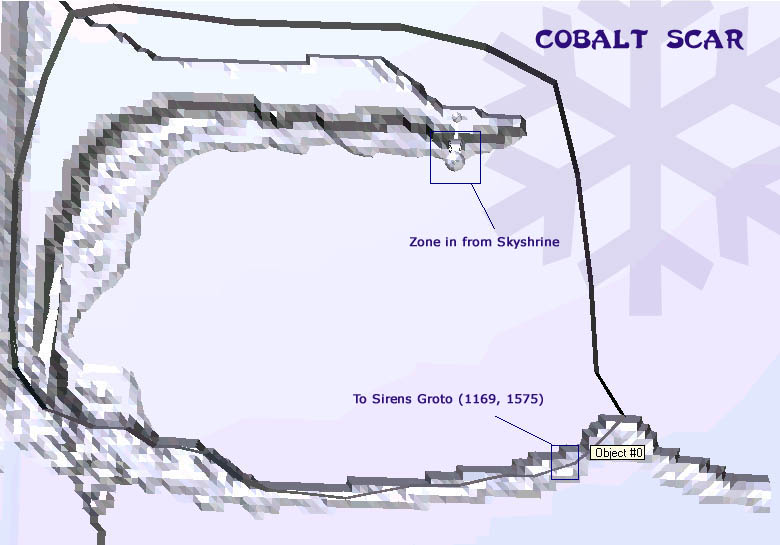 COBALT SCAR
Zone in from Skyshrine
To Sirens Groto (1169, 1575)
Object #0